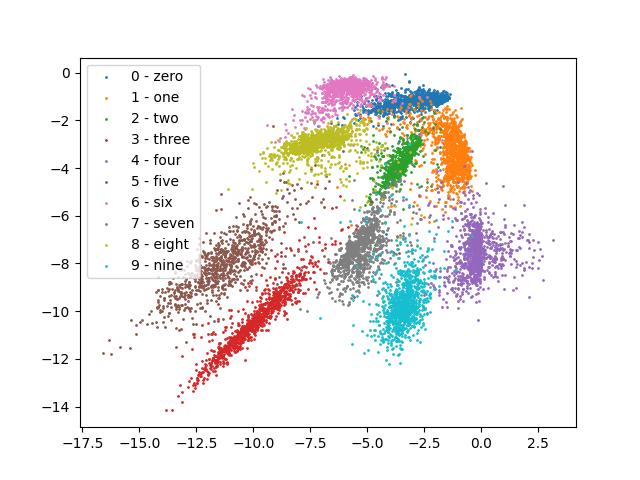 0 - zero
1 - one
2 - two
3 - three
4 - four
5 - five
6 - six
7 - seven
8 - eight
9 - nine
0
−2
−4
−6
−8
−10
−12
−14
−17.5 −15.0 −12.5 −10.0 −7.5 −5.0 −2.5 0.0 2.5